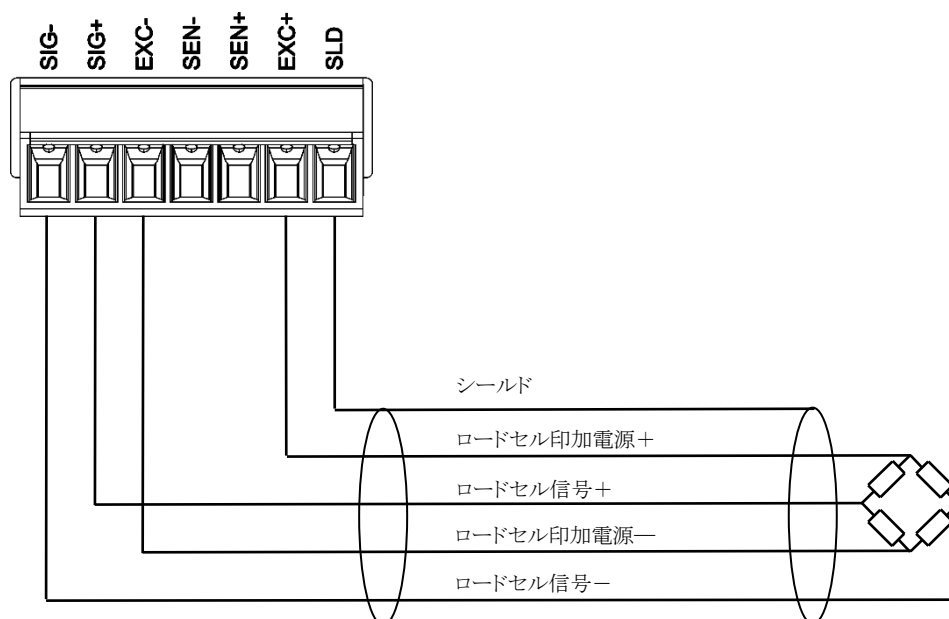 SIG-
SIG+
EXC-
SEN-
SEN+
EXC+
SLD
シールド
ロードセル印加電源＋
ロードセル信号＋
ロードセル印加電源―
ロードセル信号－